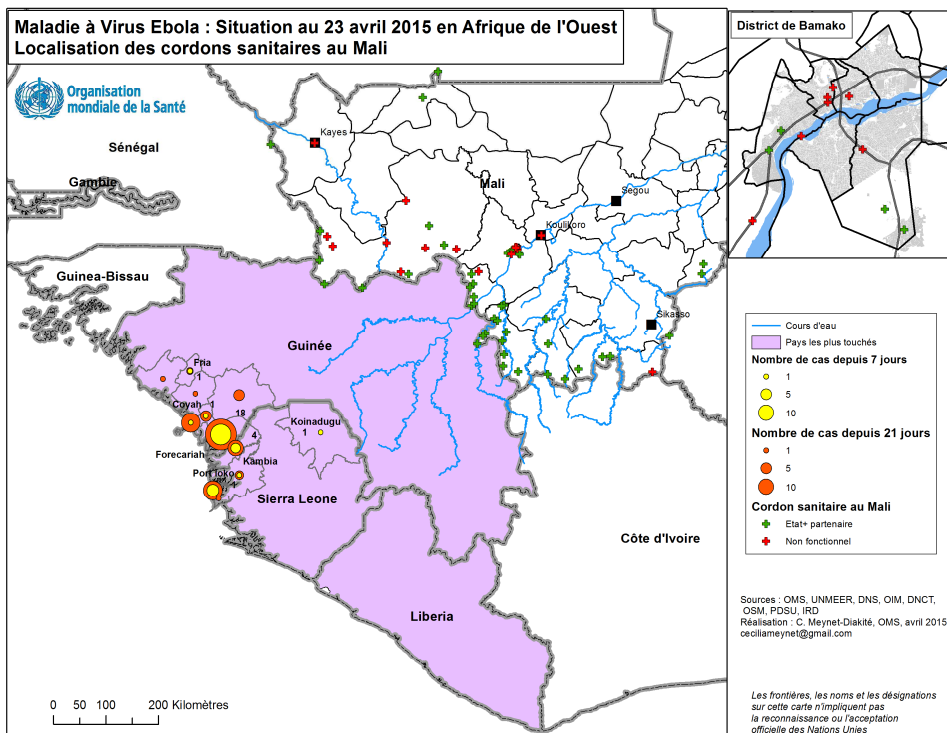 Maladie à Virus Ebola : Situation au 23 avril 2015 en Afrique de l'Ouest
Localisation des cordons sanitaires au Mali
Organisation
mondiale de la Santé
District de Bamako
Kayes
Sénégal
Gambie
Mali
Ségou
Koulikoro
Guinea-Bissau
Sikasso
Guinée
Fria
1
Coyah
1
18
Koinadugu
1
4
Forecariah
Kambia
Port loko
Sierra Leone
Côte d'Ivoire
Liberia
0 50 100 200 Kilomètres
Cours d'eau
Pays les plus touchés
Nombre de cas depuis 7 jours
1
5
10
Nombre de cas depuis 21 jours
1
5
10
Cordon sanitaire au Mali
Etat+ partenaire
Non fonctionnel
Sources : OMS, UNMEER, DNS, OIM, DNCT,
OSM, PDSU, IRD
Réalisation : C. Meynet-Diakité, OMS, avril 2015
ceciliameynet@gmail.com
Les frontières, les noms et les désignations
sur cette carte n'impliquent pas
la reconnaissance ou l'acceptation
officielle des Nations Unies